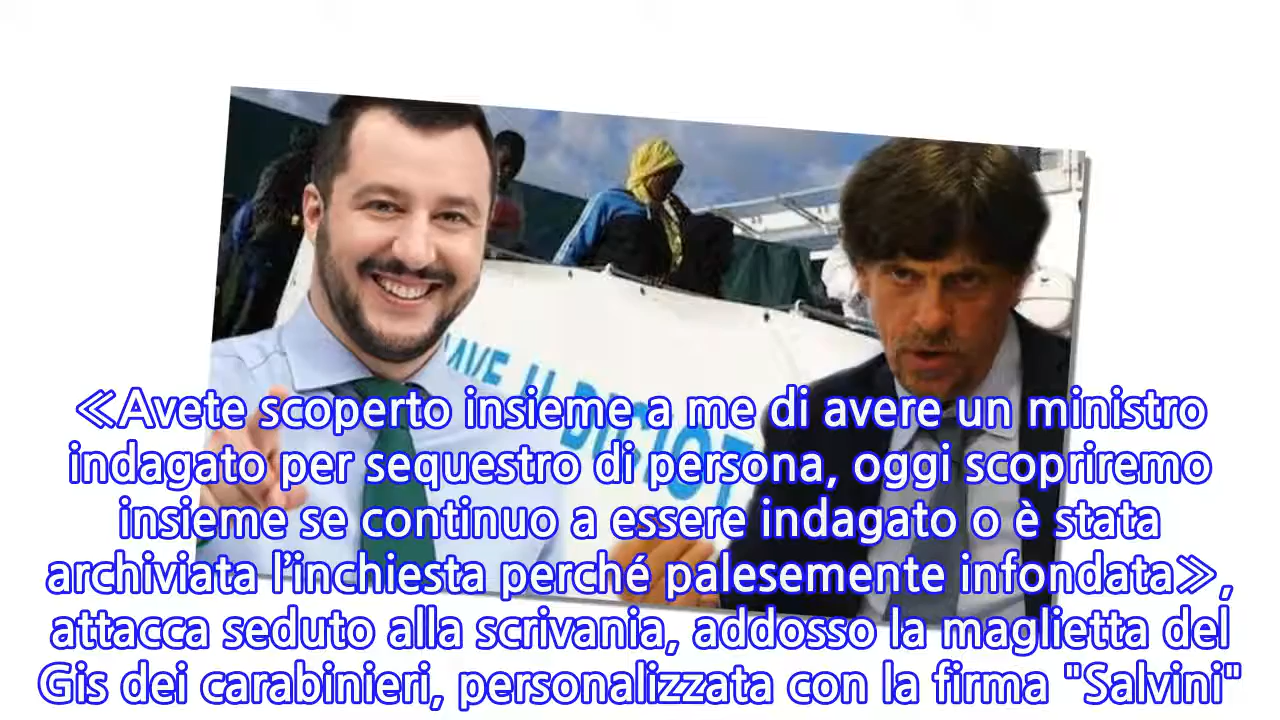 NAVE U. DICIOT
≪Avete scoperto insieme a me di avere un ministro
indagato per sequestro di persona, oggi scopriremo
insieme se continuo a essere indagato o è stata
archiviata l’inchiesta perché palesemente infondata≫,
attacca seduto alla scrivania, addosso la maglietta del
Gis dei carabinieri, personalizzata con la firma "Salvini"